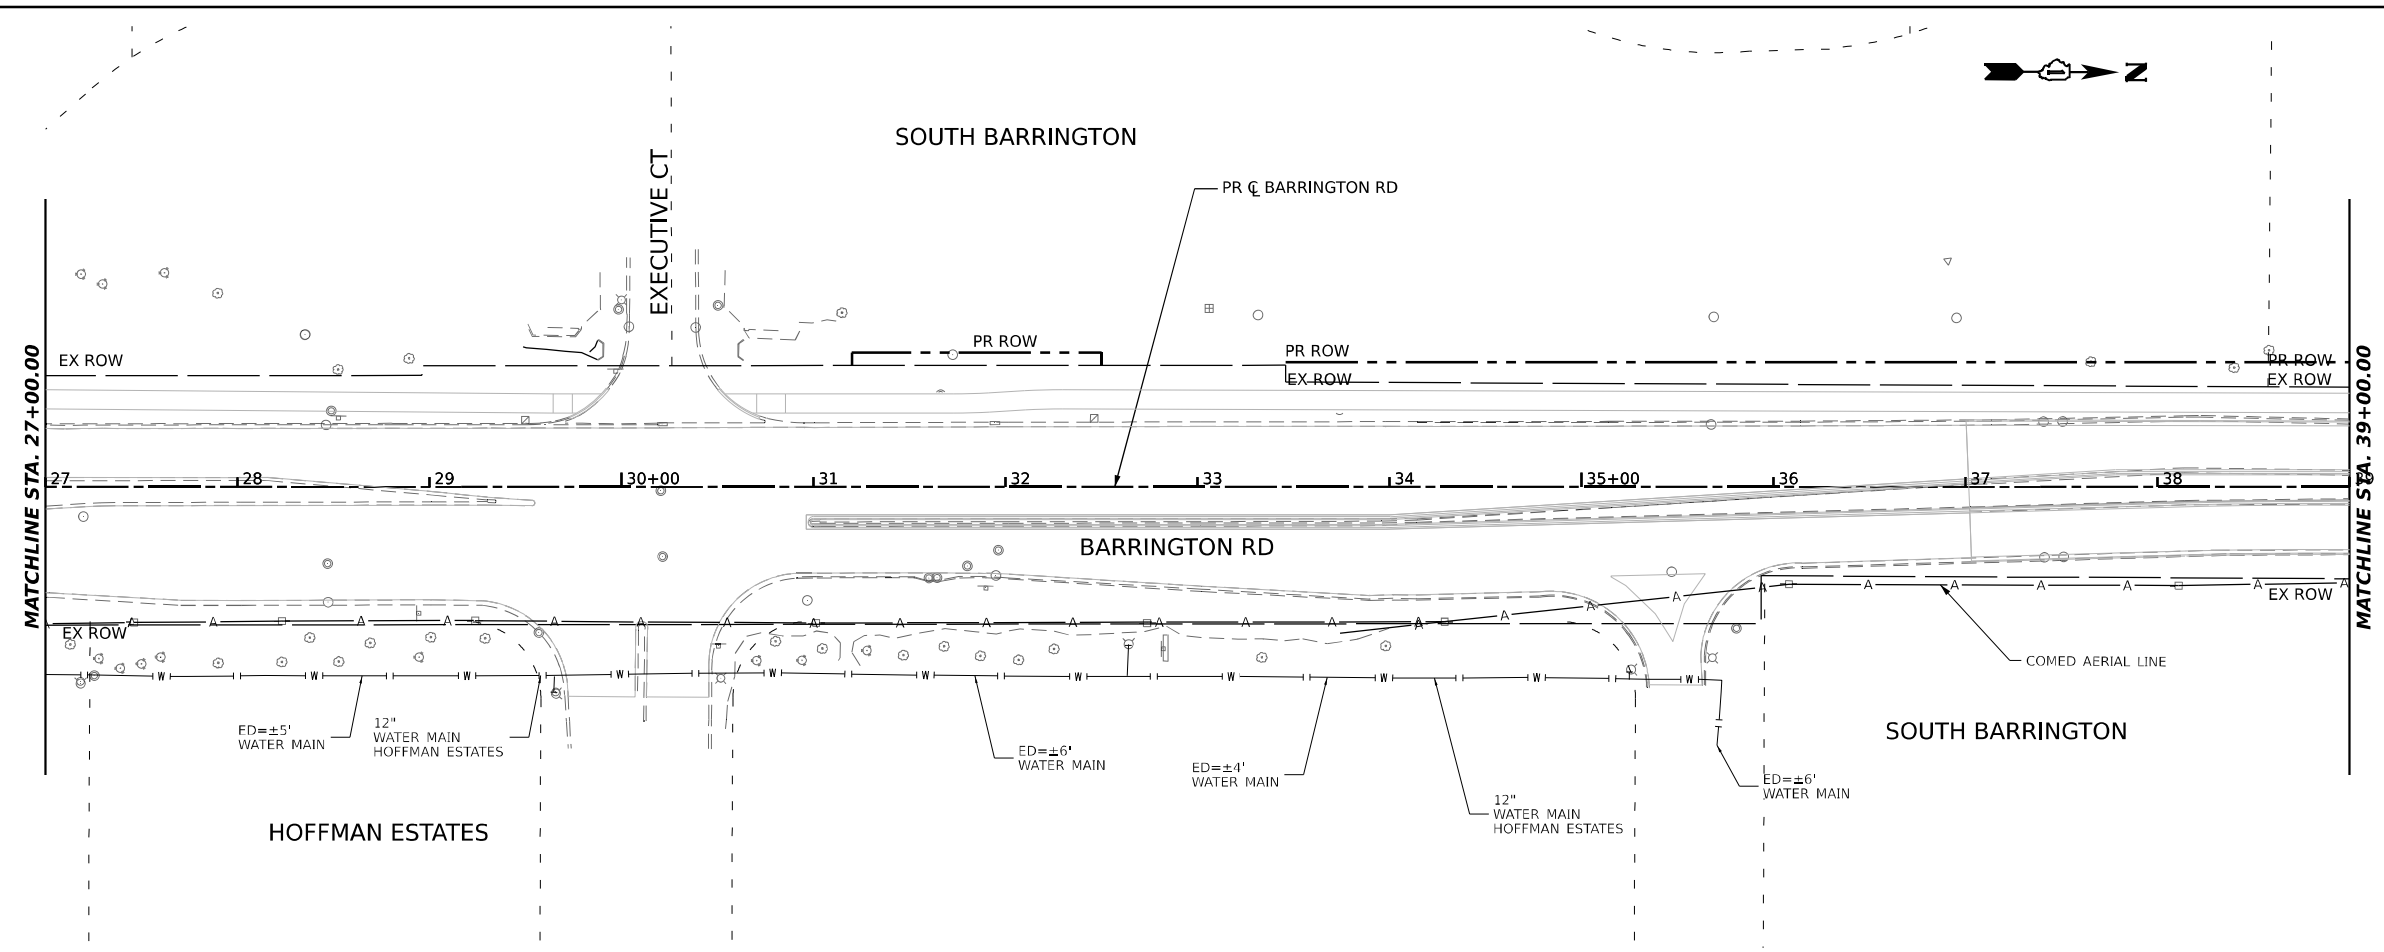 N
SOUTH BARRINGTON
EXECUTIVE CT
PR ℄ BARRINGTON RD
MATCHLINE STA. 27+00.00
EX ROW
PR ROW
PR ROW
EX ROW
PR ROW
EX ROW
MATCHLINE STA. 39+00.00
27 28 29 30+00 31 32 33 34 35+00 36 37 38 39
BARRINGTON RD
A A A A A A A A A A A A A A A A A A A A A A A A A A A A
EX ROW
EX ROW
W W W W W W W W W W W
COMED AERIAL LINE
ED=±5'
WATER MAIN
12"
WATER MAIN
HOFFMAN ESTATES
ED=±6'
WATER MAIN
ED=±4'
WATER MAIN
12"
WATER MAIN
HOFFMAN ESTATES
ED=±6'
WATER MAIN
SOUTH BARRINGTON
HOFFMAN ESTATES